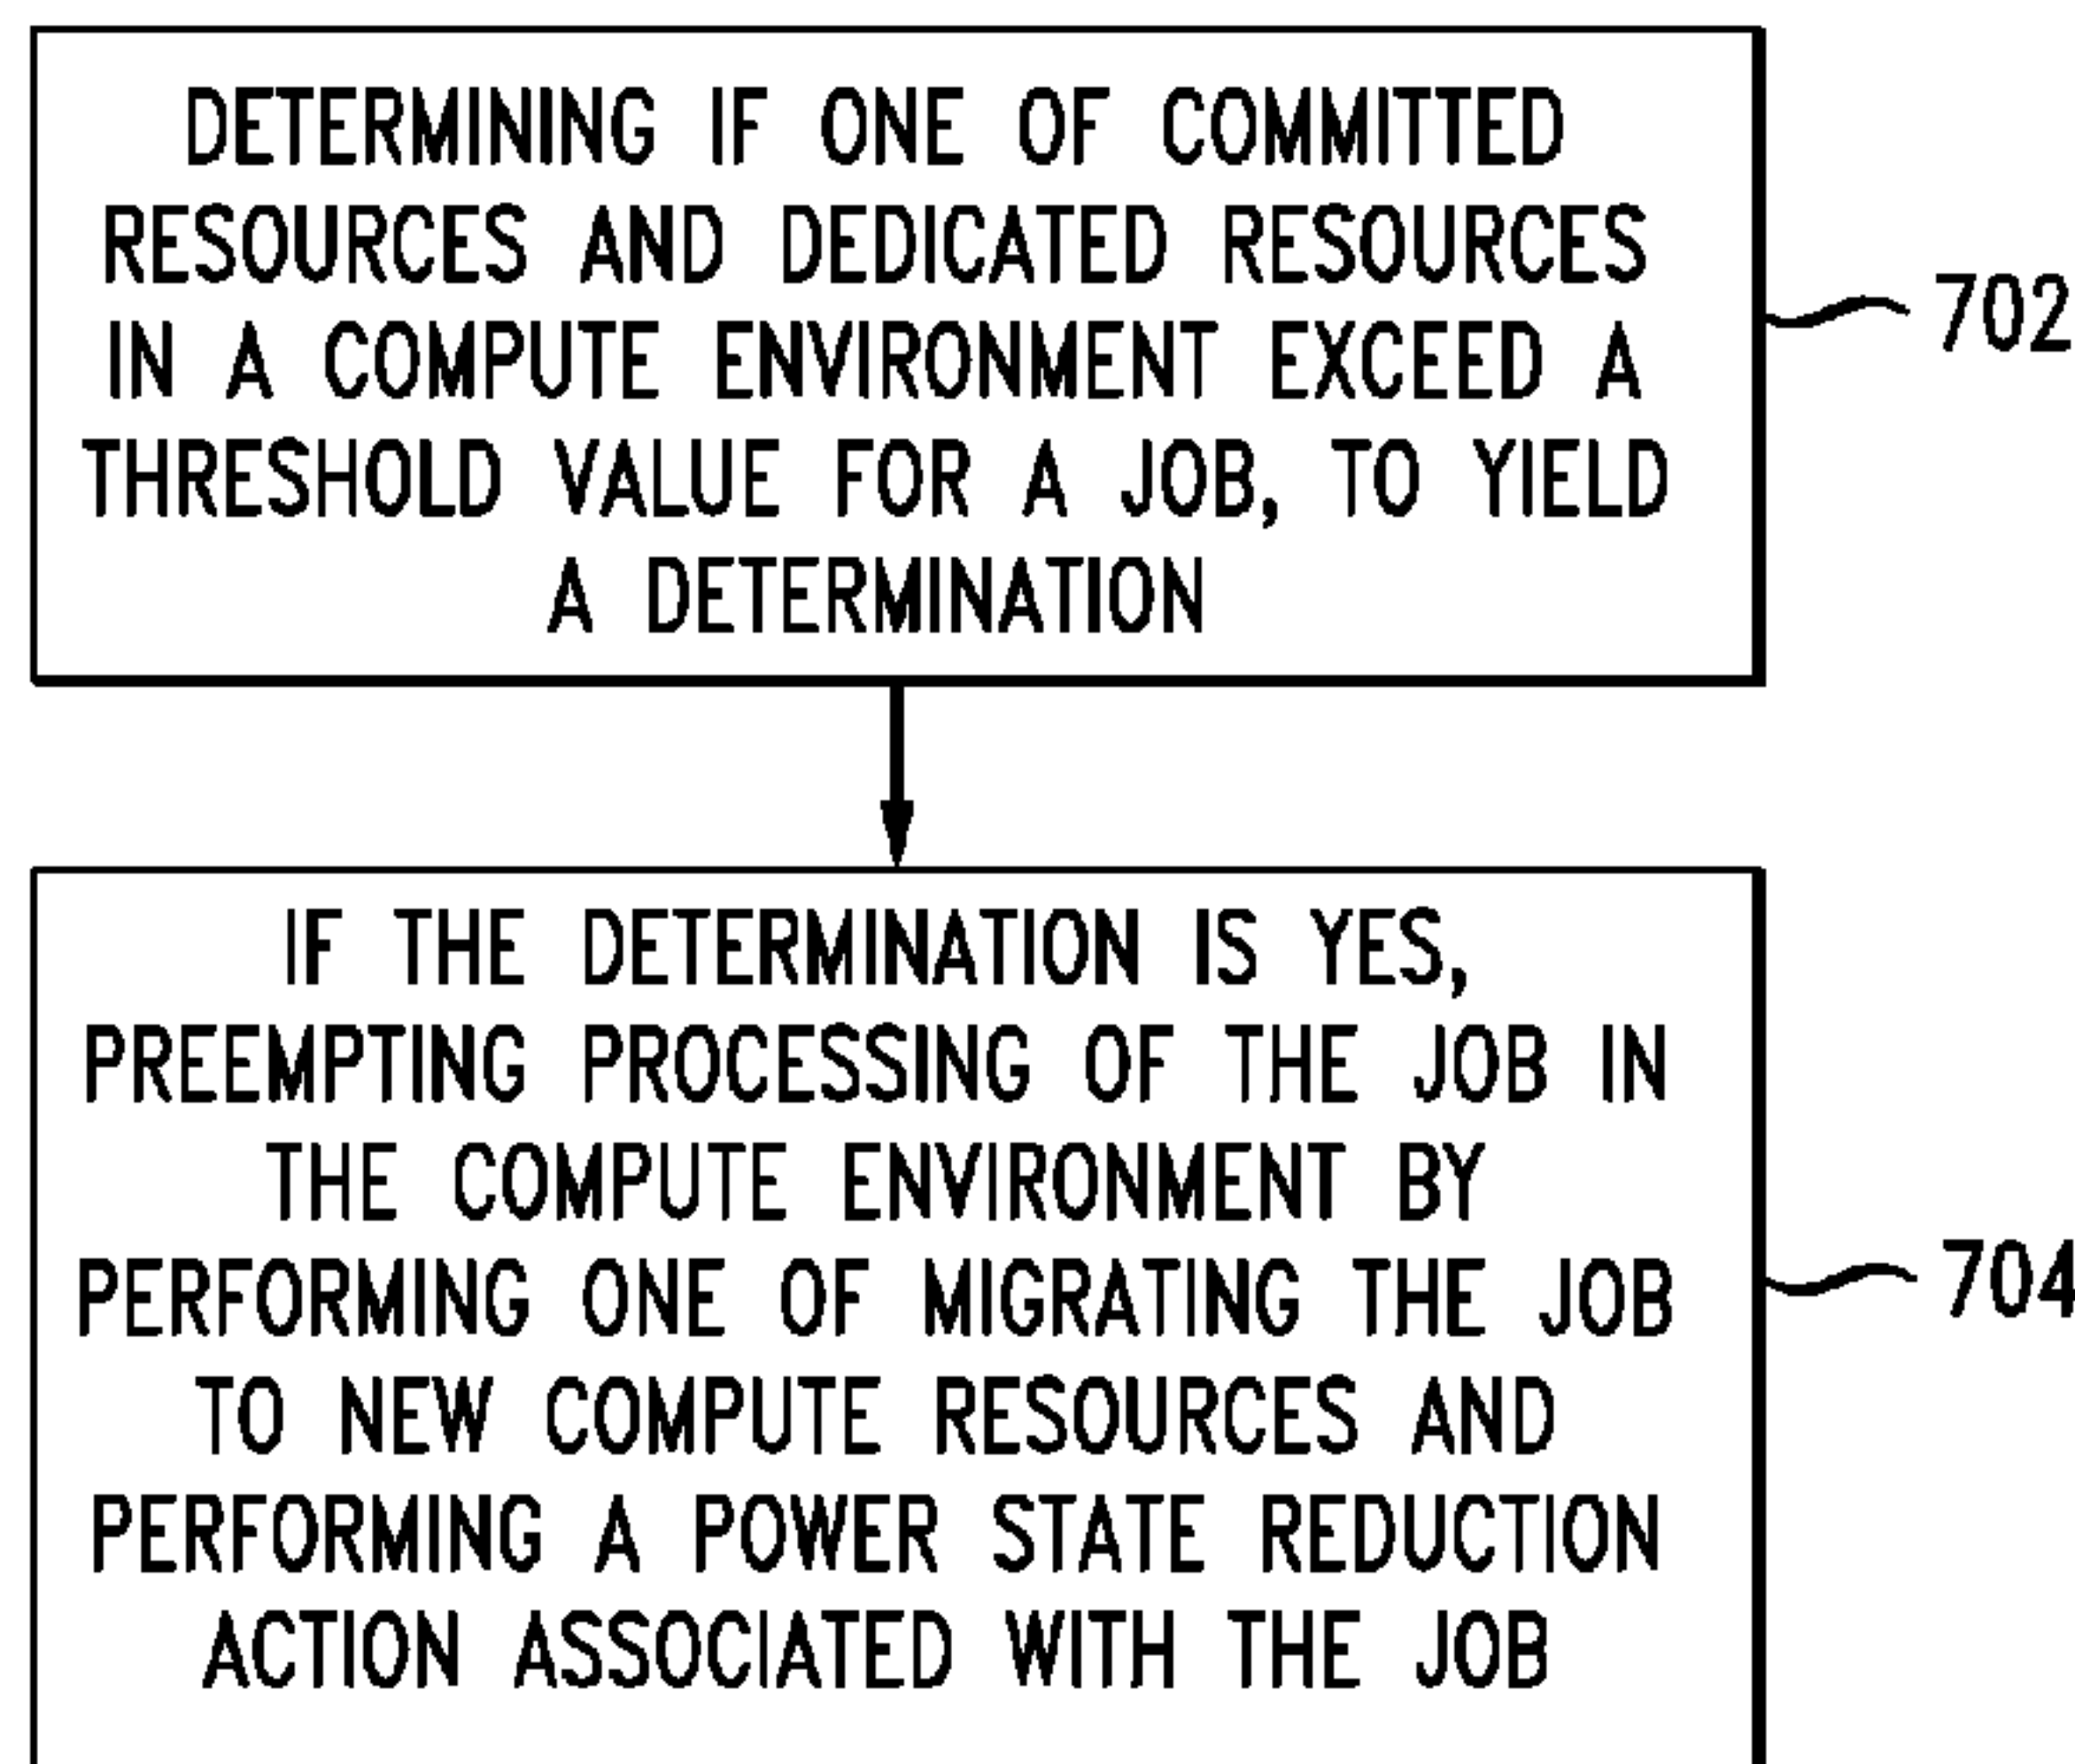 DETERMINING IF ONE OF COMMITTED
RESOURCES AND DEDICATED RESOURCES
IN A COMPUTE ENVIRONMENT EXCEED A
THRESHOLD VALUE FOR A JOB, TO YIELD
A DETERMINATION
702
IF THE DETERMINATION IS YES,
PREEMPTING PROCESSING OF THE JOB IN
THE COMPUTE ENVIRONMENT BY
PERFORMING ONE OF MIGRATING THE JOB
TO NEW COMPUTE RESOURCES AND
PERFORMING A POWER STATE REDUCTION
ACTION ASSOCIATED WITH THE JOB
704